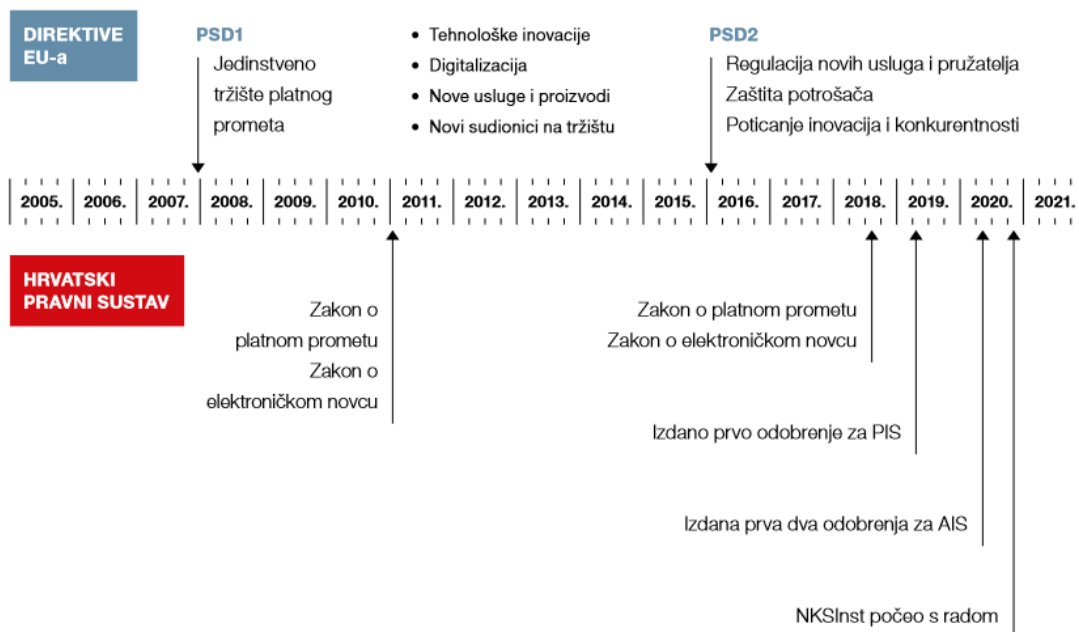 DIREKTIVE
EU-a
PSD1
Jedinstveno
tržište platnog
prometa
• Tehnološke inovacije
• Digitalizacija
• Nove usluge i proizvodi
• Novi sudionici na tržištu
PSD2
Regulacija novih usluga i pružatelja
Zaštita potrošača
Poticanje inovacija i konkurentnosti
2005. 2006. 2007. 2008. 2009. 2010. 2011. 2012. 2013. 2014. 2015. 2016. 2017. 2018. 2019. 2020. 2021.
HRVATSKI
PRAVNI SUSTAV
Zakon o
platnom prometu
Zakon o
elektroničkom novcu
Zakon o platnom prometu
Zakon o elektroničkom novcu
Izdano prvo odobrenje za PIS
Izdana prva dva odobrenja za AIS
NKSInst počeo s radom